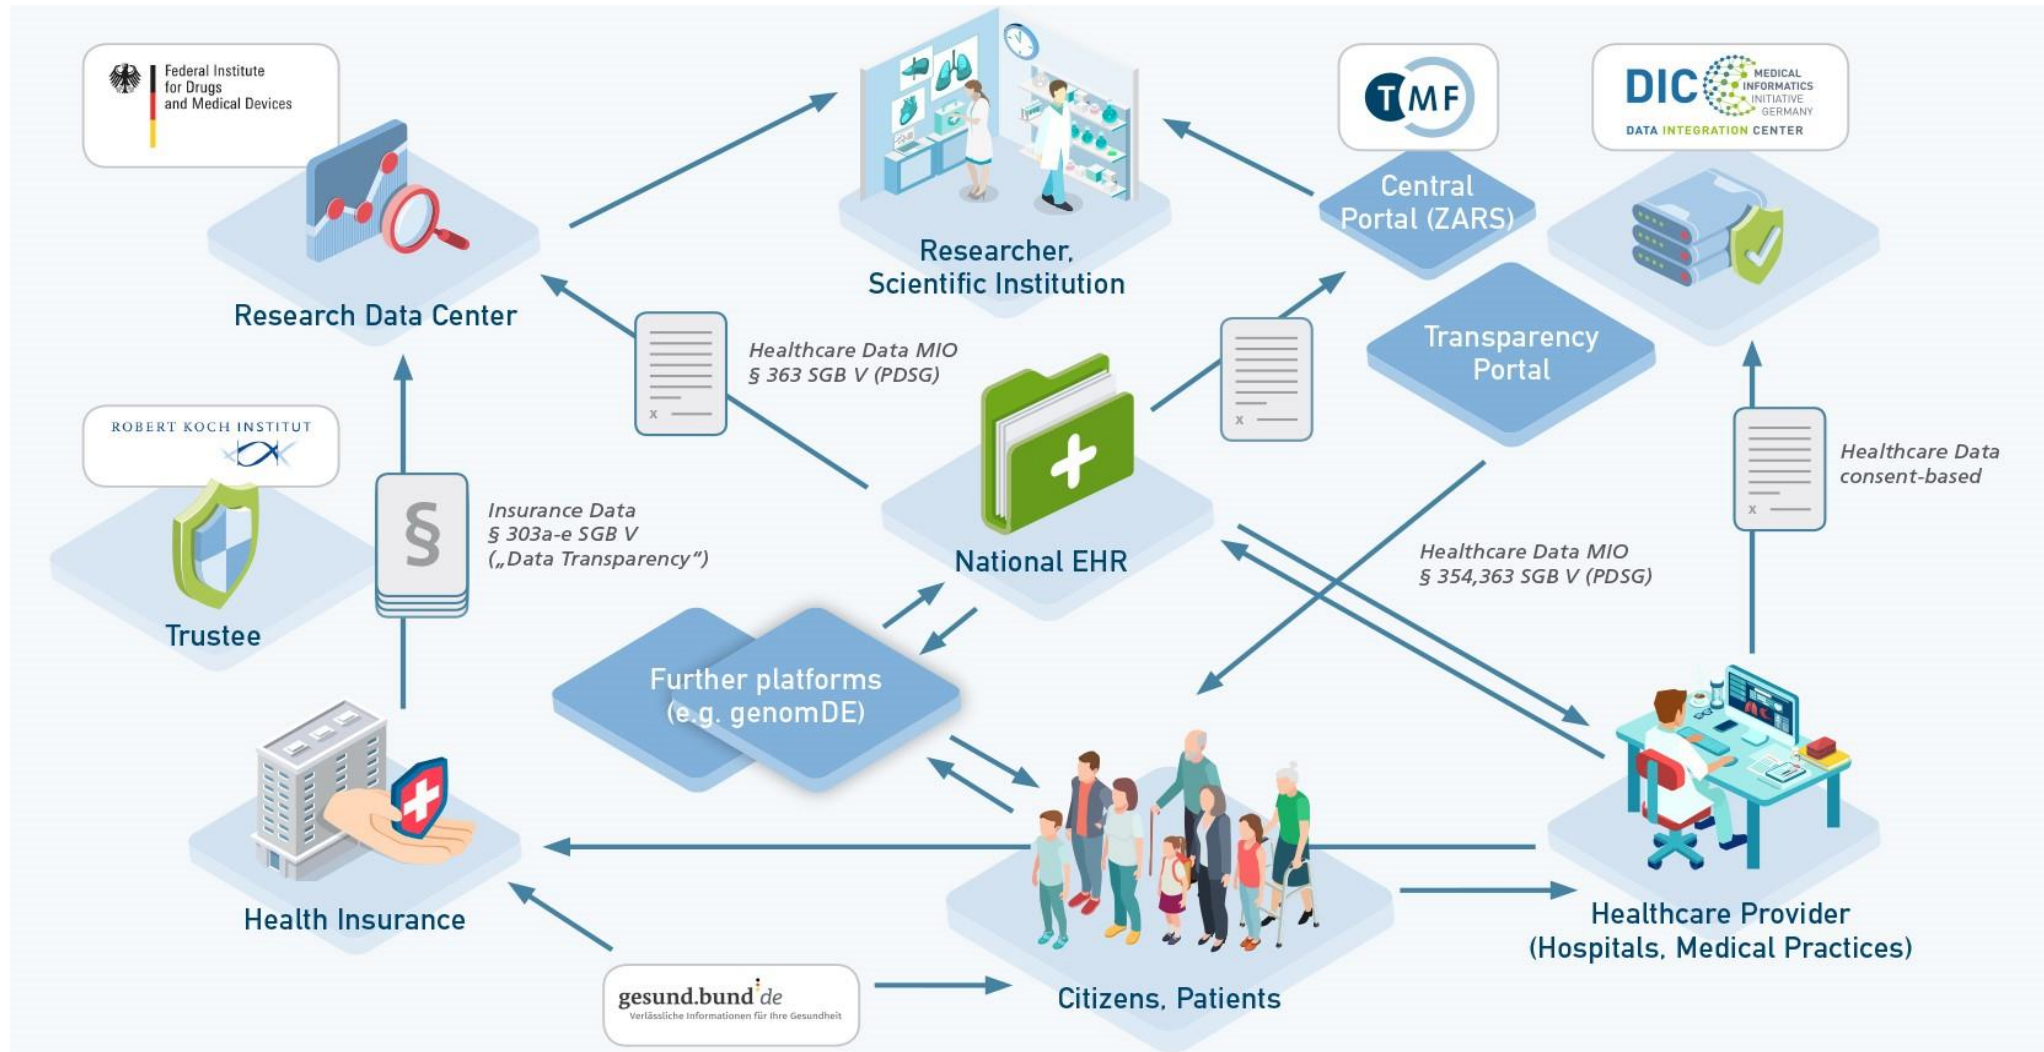 Federal Institute
for Drugs
and Medical Devices
TMF
DIC
MEDICAL
INFORMATICS
INITIATIVE
GERMANY
DATA INTEGRATION CENTER
Central
Portal (ZARS)
Researcher,
Scientific Institution
Research Data Center
Transparency
Portal
Healthcare Data MIO
§ 363 SGB V (PDSG)
x
x
ROBERT KOCH INSTITUT
Healthcare Data
consent-based
x
§
Insurance Data
§ 303a-e SGB V
(„Data Transparency“)
National EHR
Healthcare Data MIO
§ 354,363 SGB V (PDSG)
Trustee
Further platforms
(e.g. genomDE)
Health Insurance
Healthcare Provider
(Hospitals, Medical Practices)
gesund.bund.de
Verlässliche Informationen für Ihre Gesundheit
Citizens, Patients